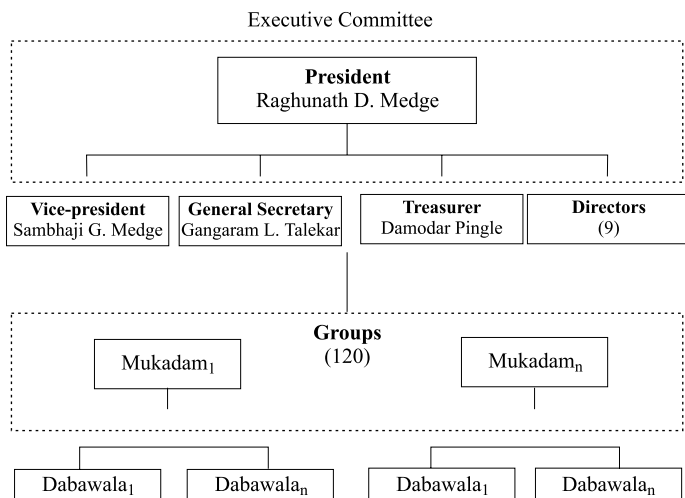 Executive Committee
President
Raghunath D. Medge
Vice-president
Sambhaji G. Medge
General Secretary
Gangaram L. Talekar
Treasurer
Damodar Pingle
Directors
(9)
Groups
(120)
Mukadam₁
Mukadamₙ
Dabawala₁
Dabawalaₙ
Dabawala₁
Dabawalaₙ